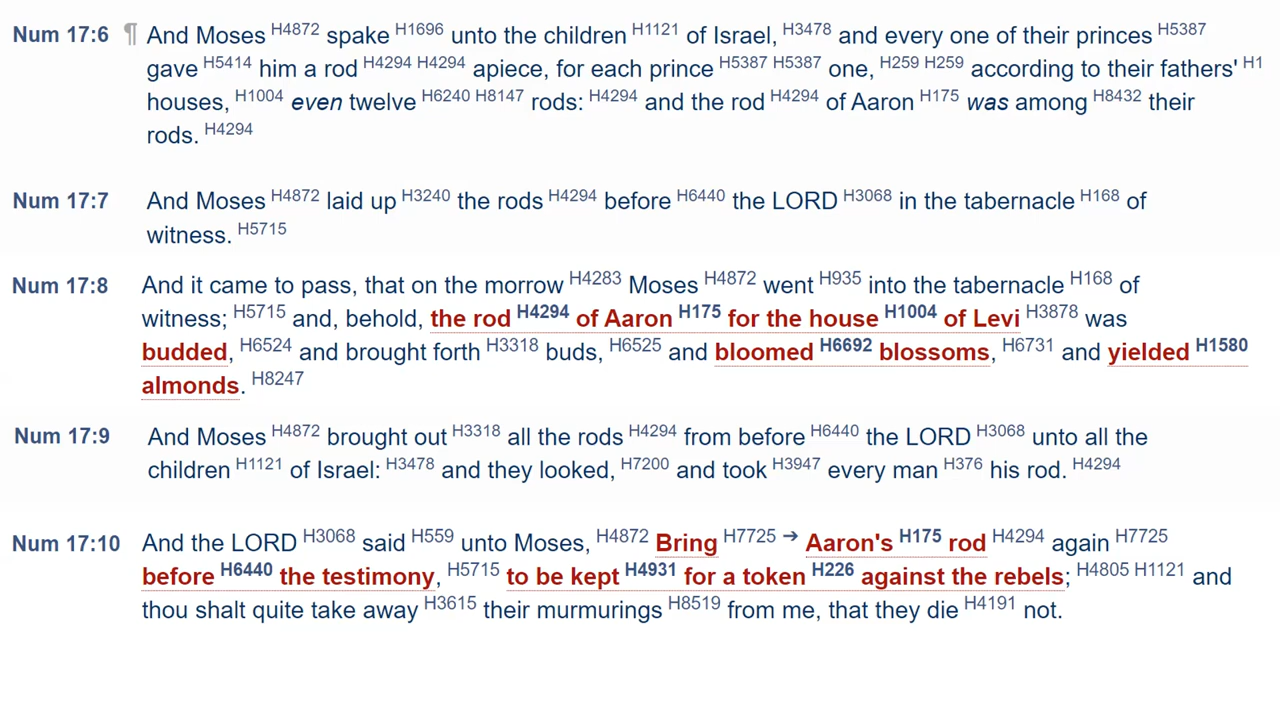 Num 17:6 ¶ And Moses H4872 spake H1696 unto the children H1121 of Israel, H3478 and every one of their princes H5387
gave H5414 him a rod H4294 H4294 apiece, for each prince H5387 H5387 one, H259 H259 according to their fathers' H1
houses, H1004 even twelve H6240 H8147 rods: H4294 and the rod H4294 of Aaron H175 was among H8432 their
rods. H4294
Num 17:7 And Moses H4872 laid up H3240 the rods H4294 before H6440 the LORD H3068 in the tabernacle H168 of
witness. H5715
Num 17:8 And it came to pass, that on the morrow H4283 Moses H4872 went H935 into the tabernacle H168 of
witness; H5715 and, behold, the rod H4294 of Aaron H175 for the house H1004 of Levi H3878 was
budded, H6524 and brought forth H3318 buds, H6525 and bloomed H6692 blossoms, H6731 and yielded H1580
almonds. H8247
Num 17:9 And Moses H4872 brought out H3318 all the rods H4294 from before H6440 the LORD H3068 unto all the
children H1121 of Israel: H3478 and they looked, H7200 and took H3947 every man H376 his rod. H4294
Num 17:10 And the LORD H3068 said H559 unto Moses, H4872 Bring H7725 → Aaron's H175 rod H4294 again H7725
before H6440 the testimony, H5715 to be kept H4931 for a token H226 against the rebels; H4805 H1121 and
thou shalt quite take away H3615 their murmurings H8519 from me, that they die H4191 not.